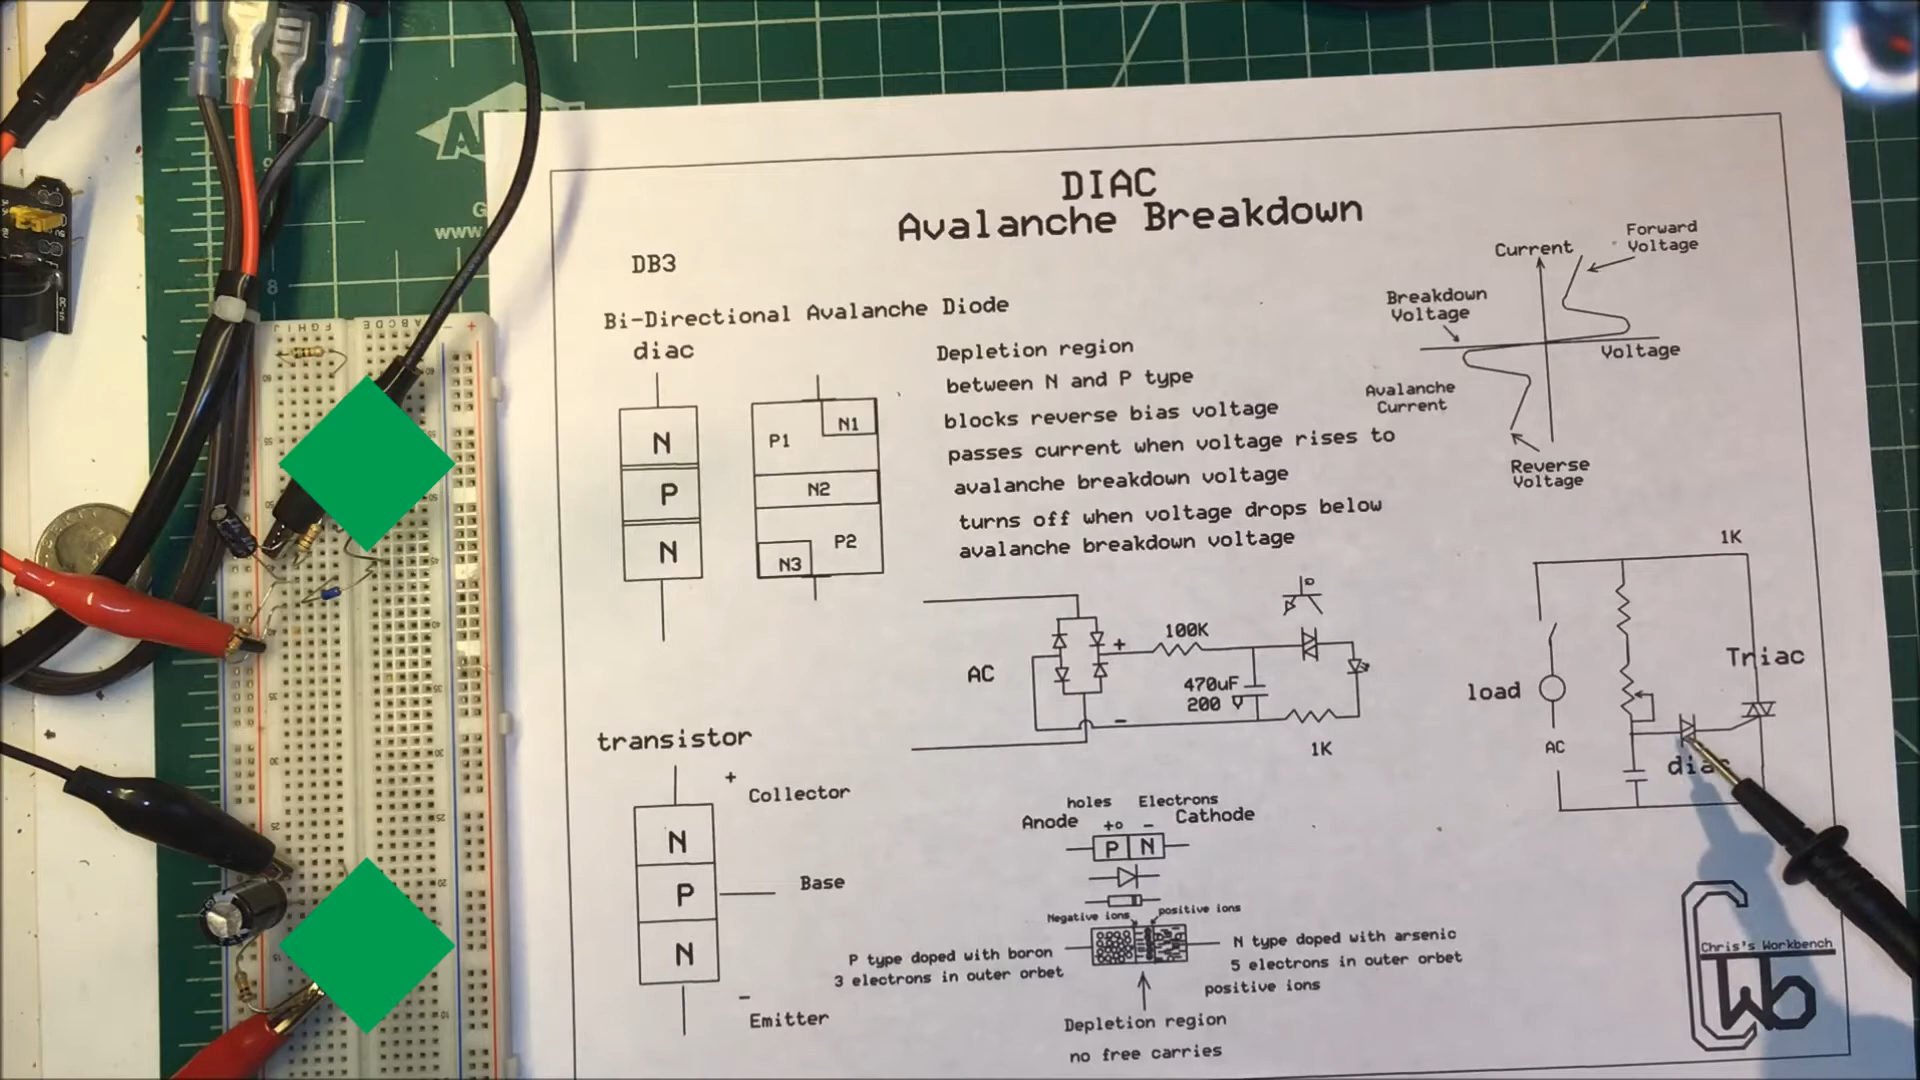 DIAC
Avalanche Breakdown
DB3
Bi-Directional Avalanche Diode
diac
N
P
N
P1
N1
N2
P2
N3
Depletion region
between N and P type
blocks reverse bias voltage
passes current when voltage rises to
avalanche breakdown voltage
turns off when voltage drops below
avalanche breakdown voltage
Current
Forward
Voltage
Breakdown
Voltage
Voltage
Avalanche
Current
Reverse
Voltage
AC
+
100K
470uF
200 V
-
1K
1K
Triac
load
AC
diac
transistor
+
Collector
N
P
N
Base
-
Emitter
holes
Electrons
Anode
+o
-
Cathode
P
N
Negative ions
positive ions
P type doped with boron
3 electrons in outer orbet
N type doped with arsenic
5 electrons in outer orbet
positive ions
Depletion region
no free carries
Chris's Workbench
CWb
www.
9
8